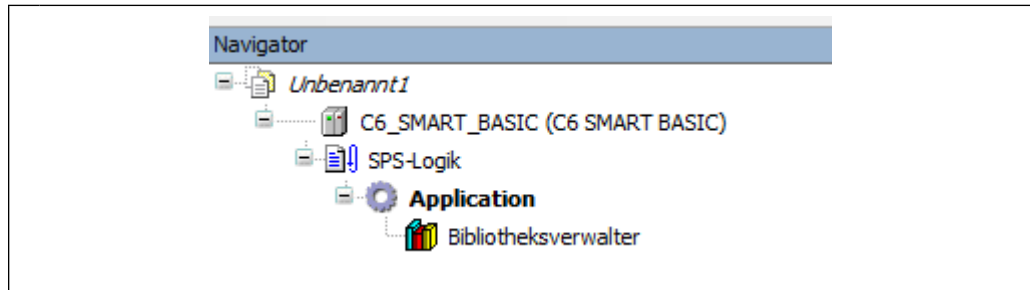 Navigator
Unbenannt1
C6_SMART_BASIC (C6 SMART BASIC)
SPS-Logik
Application
Bibliotheksverwalter